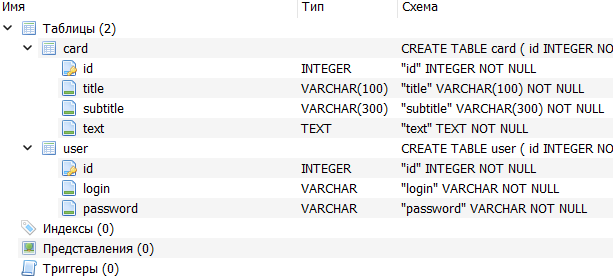 Имя Тип Схема
Таблицы (2)
card CREATE TABLE card ( id INTEGER NO
id INTEGER "id" INTEGER NOT NULL
title VARCHAR(100) "title" VARCHAR(100) NOT NULL
subtitle VARCHAR(300) "subtitle" VARCHAR(300) NOT NULL
text TEXT "text" TEXT NOT NULL
user CREATE TABLE user ( id INTEGER NO
id INTEGER "id" INTEGER NOT NULL
login VARCHAR "login" VARCHAR NOT NULL
password VARCHAR "password" VARCHAR NOT NULL
Индексы (0)
Представления (0)
Триггеры (0)